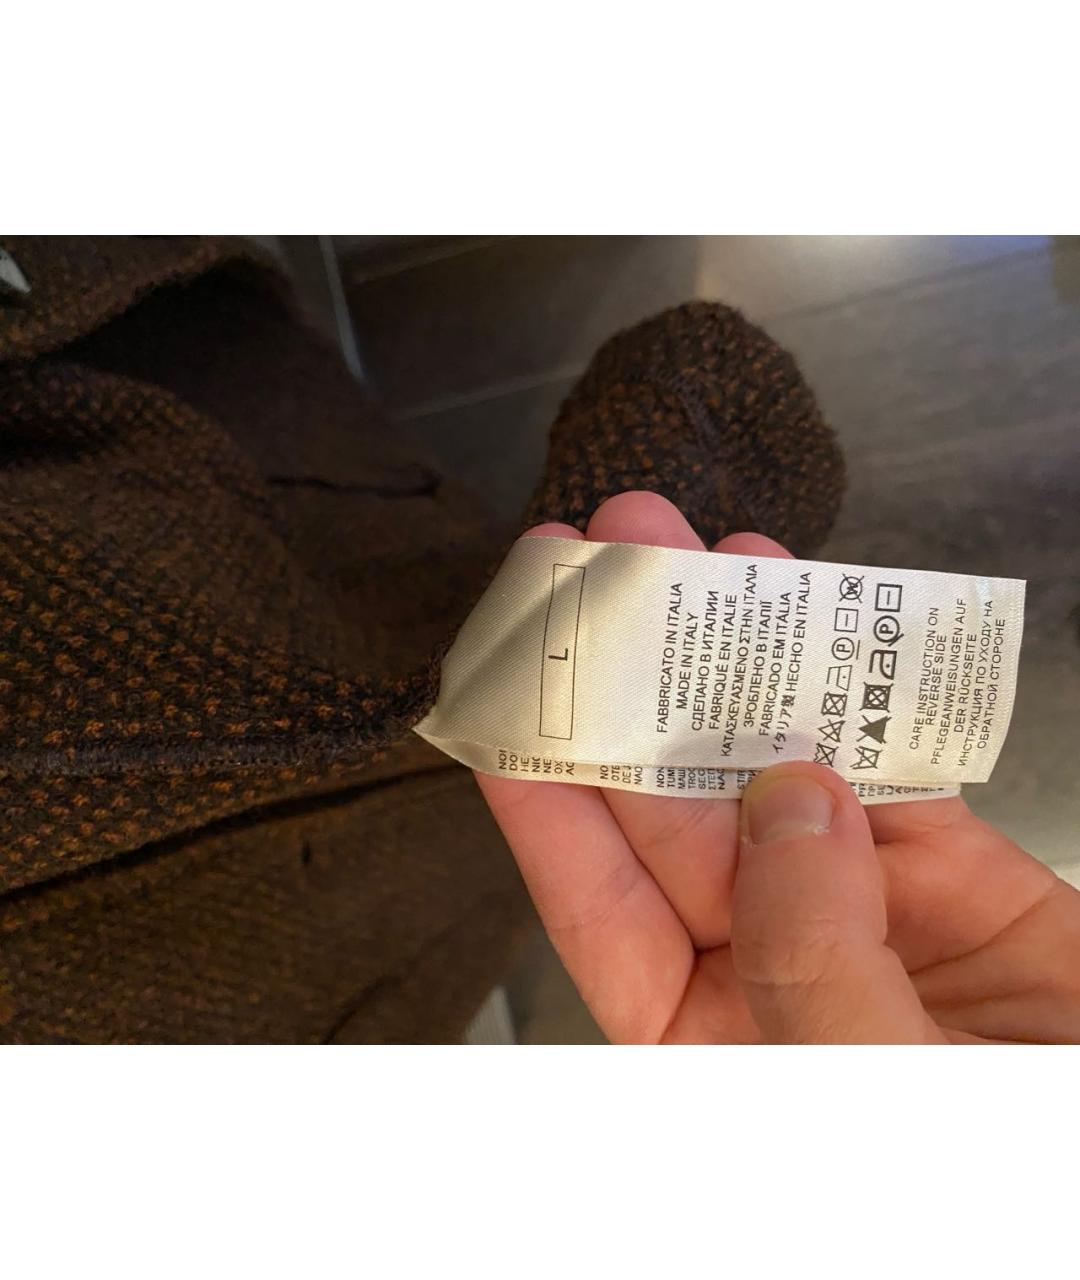 L
FABBRICATO IN ITALIA
MADE IN ITALY
СДЕЛАНО В ИТАЛИИ
FABRIQUÉ EN ITALIE
ΚΑΤΑΣΚΕΥΑΣΜΕΝΟ ΣΤΗΝ ΙΤΑΛΙΑ
ЗРОБЛЕНО В ІТАЛІЇ
FABRICADO EM ITÁLIA
イタリア製 HECHO EN ITALIA
CARE INSTRUCTION ON
REVERSE SIDE
PFLEGEANWEISUNGEN AUF
DER RÜCKSEITE
ИНСТРУКЦИЯ ПО УХОДУ НА
ОБРАТНОЙ СТОРОНЕ